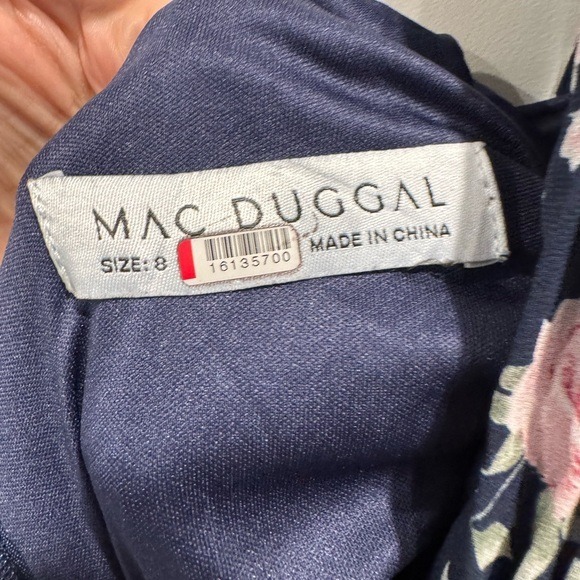 MAC DUGGAL
SIZE: 8
16135700
MADE IN CHINA